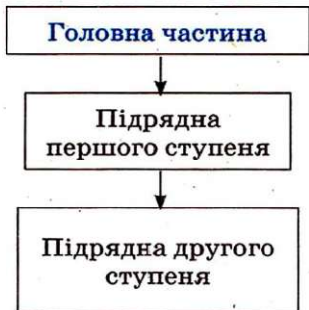 Головна частина
Підрядна
першого ступеня
Підрядна другого
ступеня